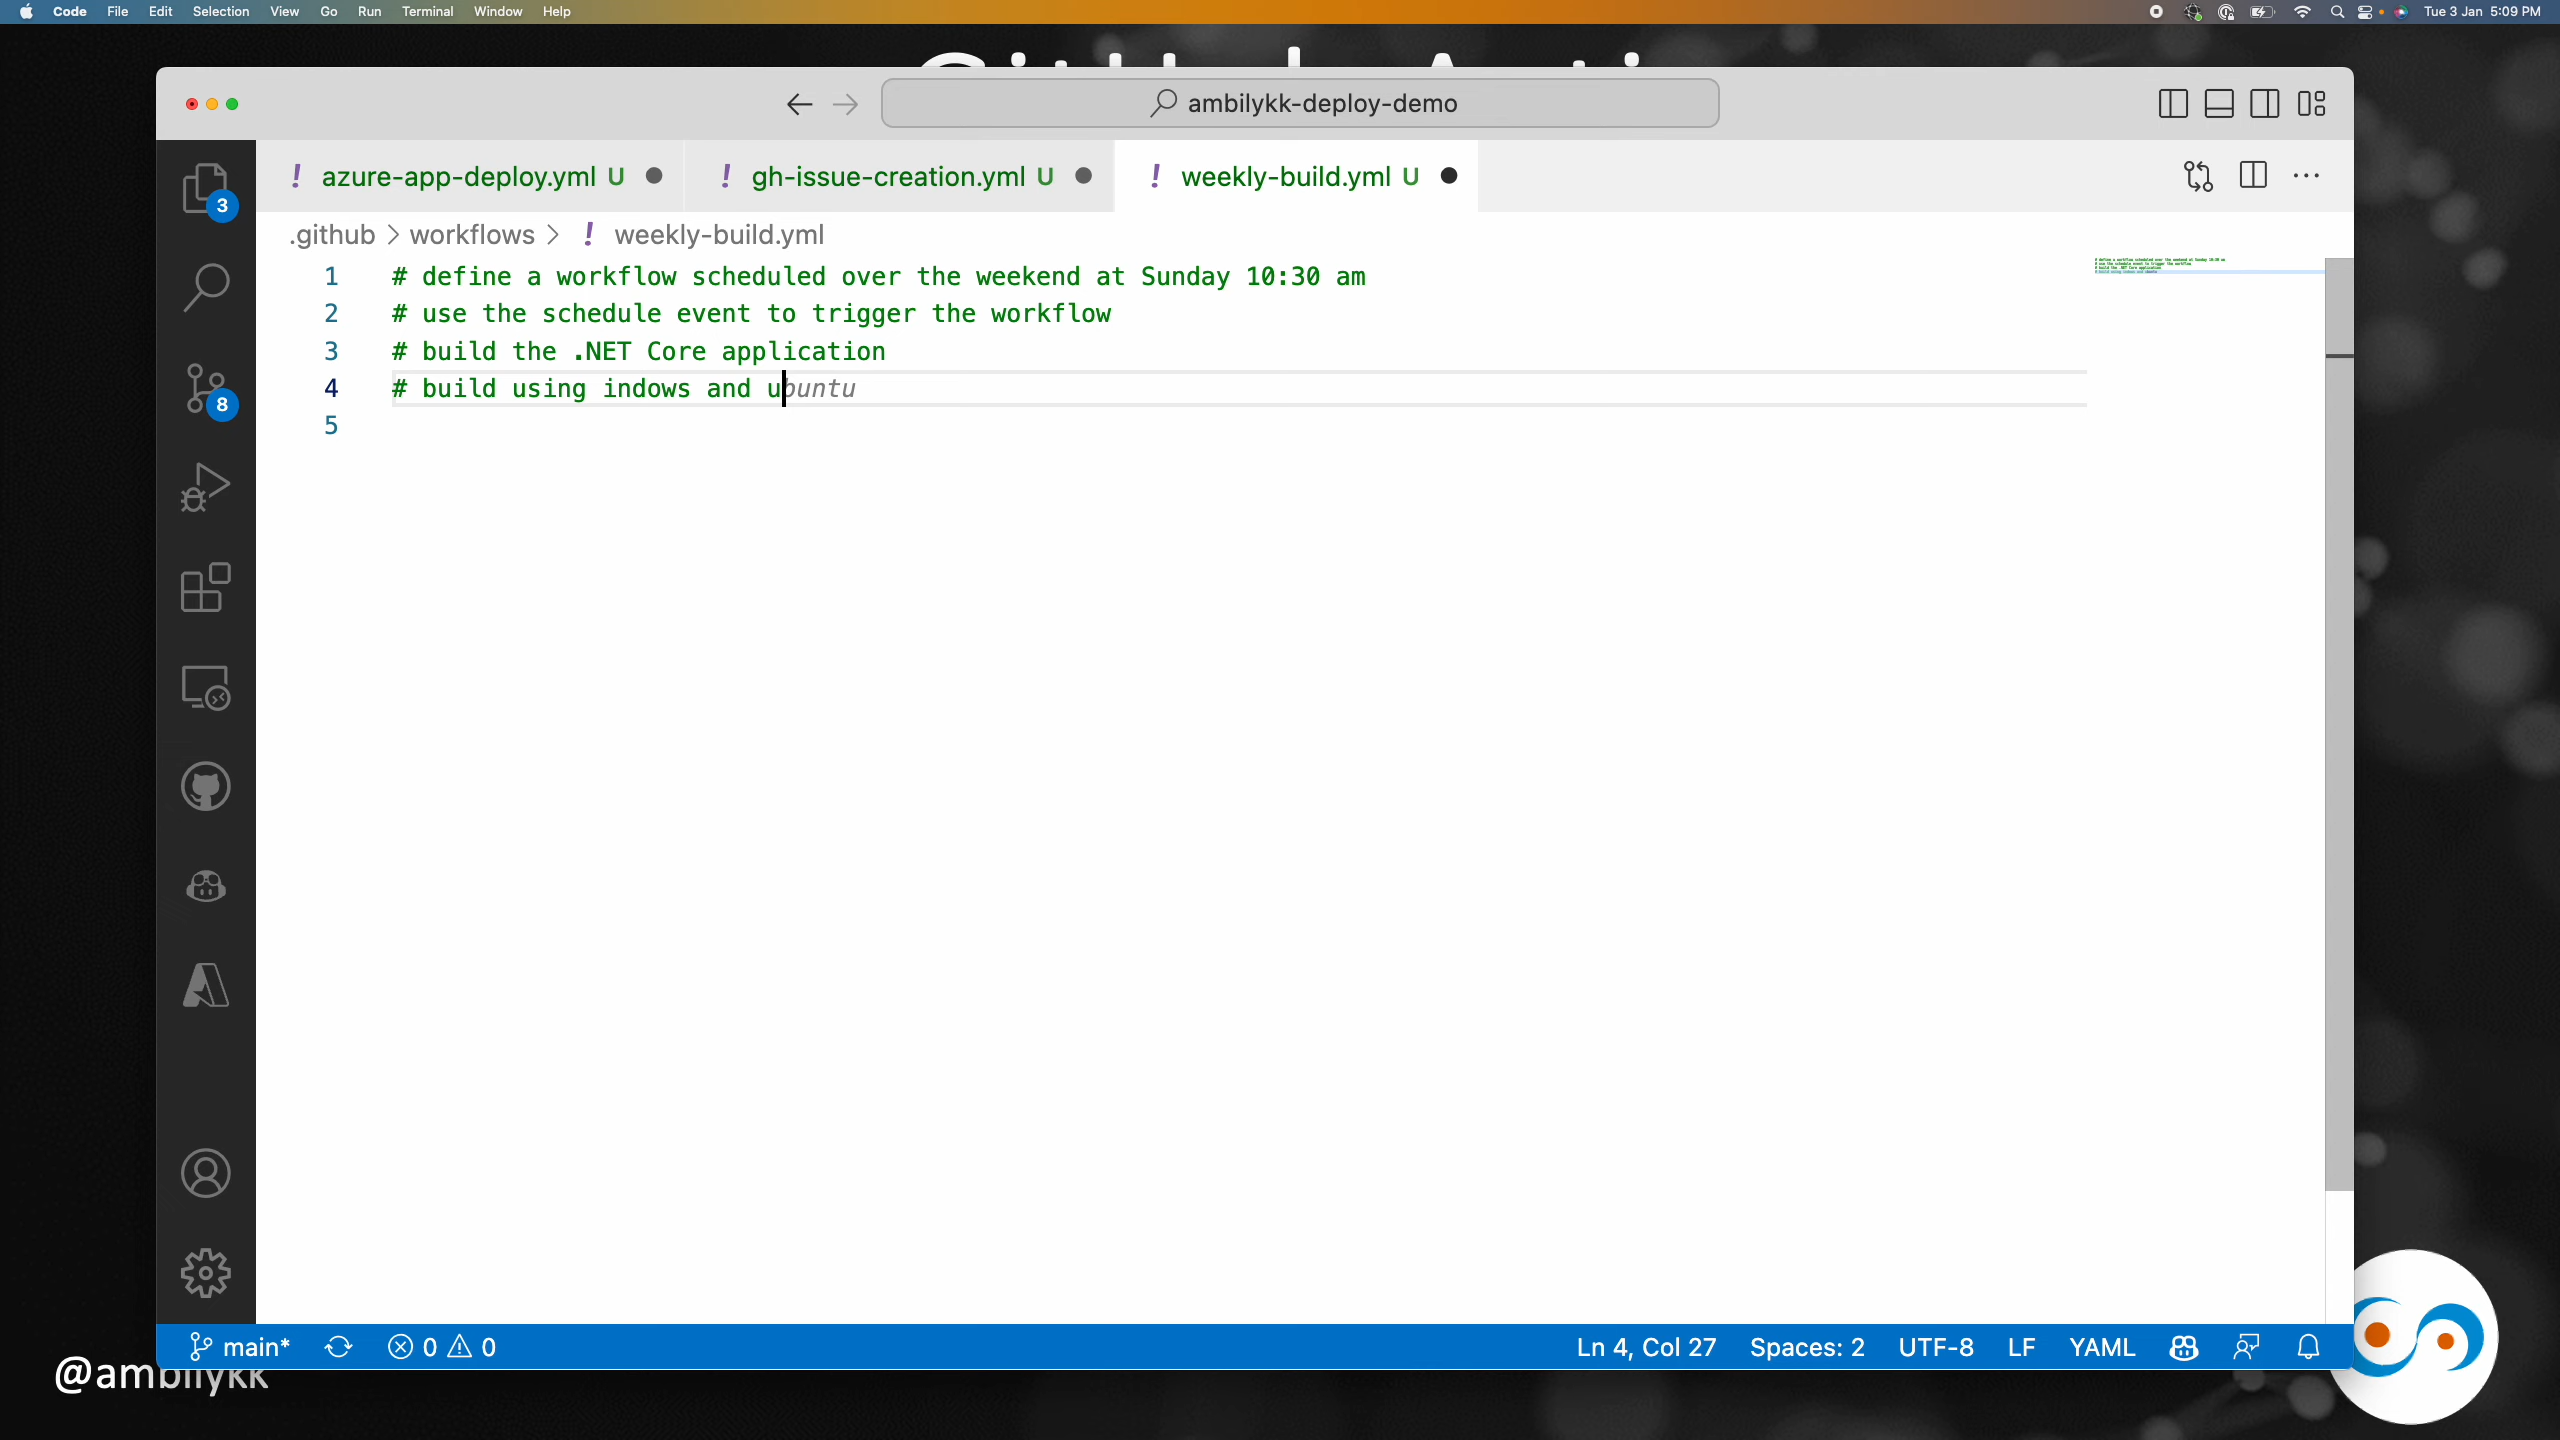 Code File Edit Selection View Go Run Terminal Window Help
Tue 3 Jan 5:09 PM
ambilykk-deploy-demo
azure-app-deploy.yml U
gh-issue-creation.yml U
weekly-build.yml U
3
.github > workflows > ! weekly-build.yml
1 # define a workflow scheduled over the weekend at Sunday 10:30 am
2 # use the schedule event to trigger the workflow
3 # build the .NET Core application
4 # build using indows and ubuntu
5
8
main* 0 0
Ln 4, Col 27 Spaces: 2 UTF-8 LF YAML
@ambilykk